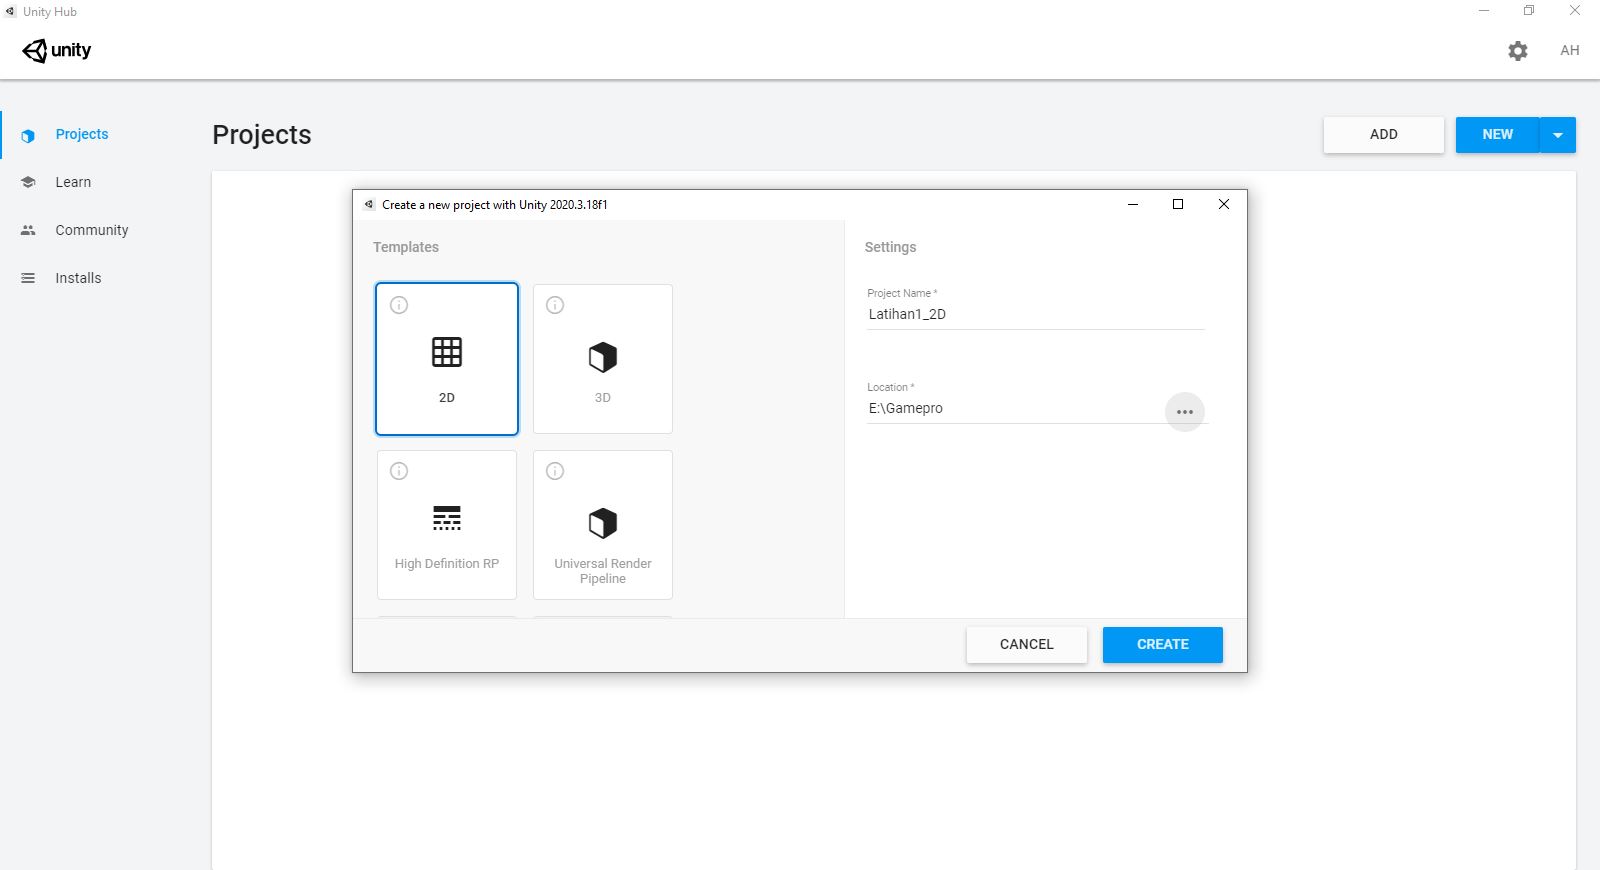 Unity Hub
unity
AH
Projects
Learn
Community
Installs
Projects
ADD
NEW
Create a new project with Unity 2020.3.18f1
Templates
2D
3D
High Definition RP
Universal Render
Pipeline
Settings
Project Name *
Latihan1_2D
Location *
E:\Gamepro
CANCEL
CREATE